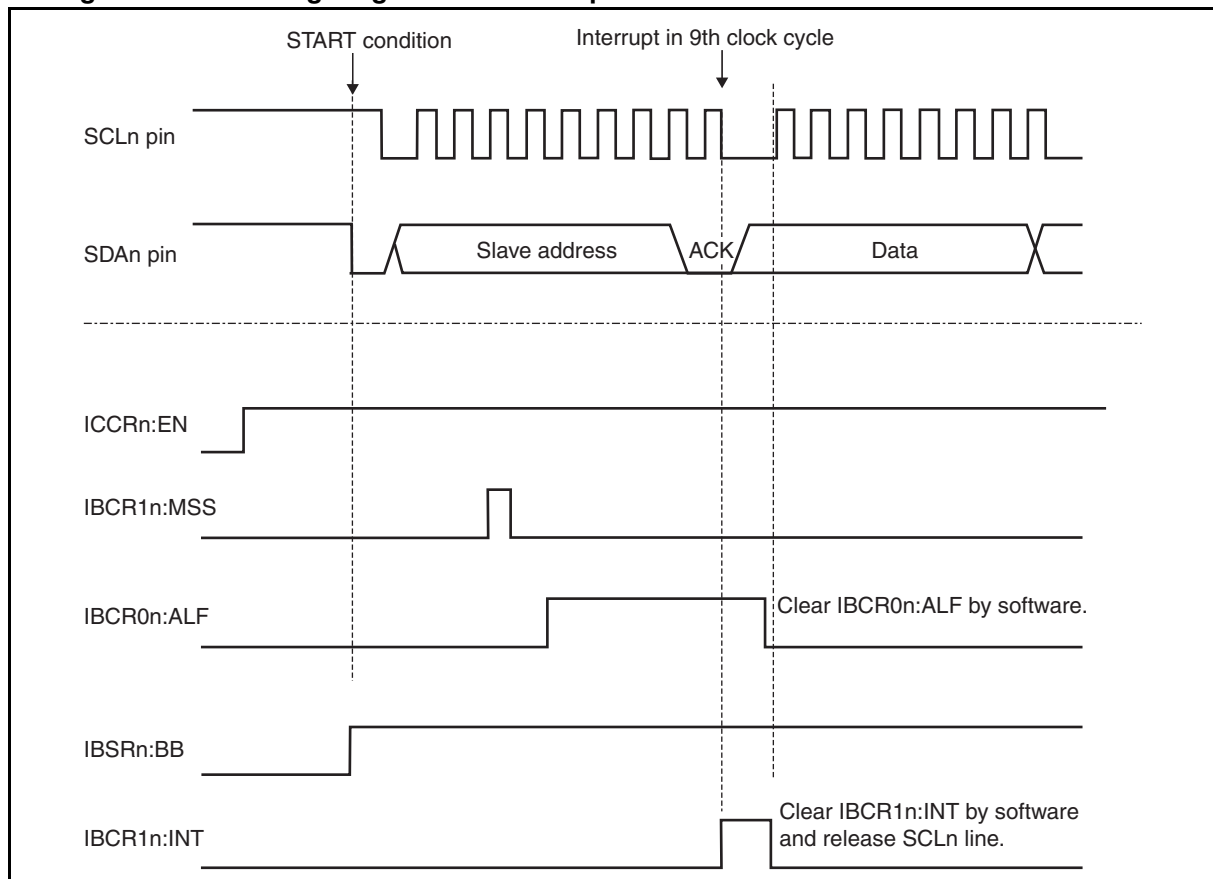 START condition
Interrupt in 9th clock cycle
SCLn pin
SDAn pin
Slave address
ACK
Data
ICCRn:EN
IBCR1n:MSS
IBCR0n:ALF
Clear IBCR0n:ALF by software.
IBSRn:BB
IBCR1n:INT
Clear IBCR1n:INT by software
and release SCLn line.